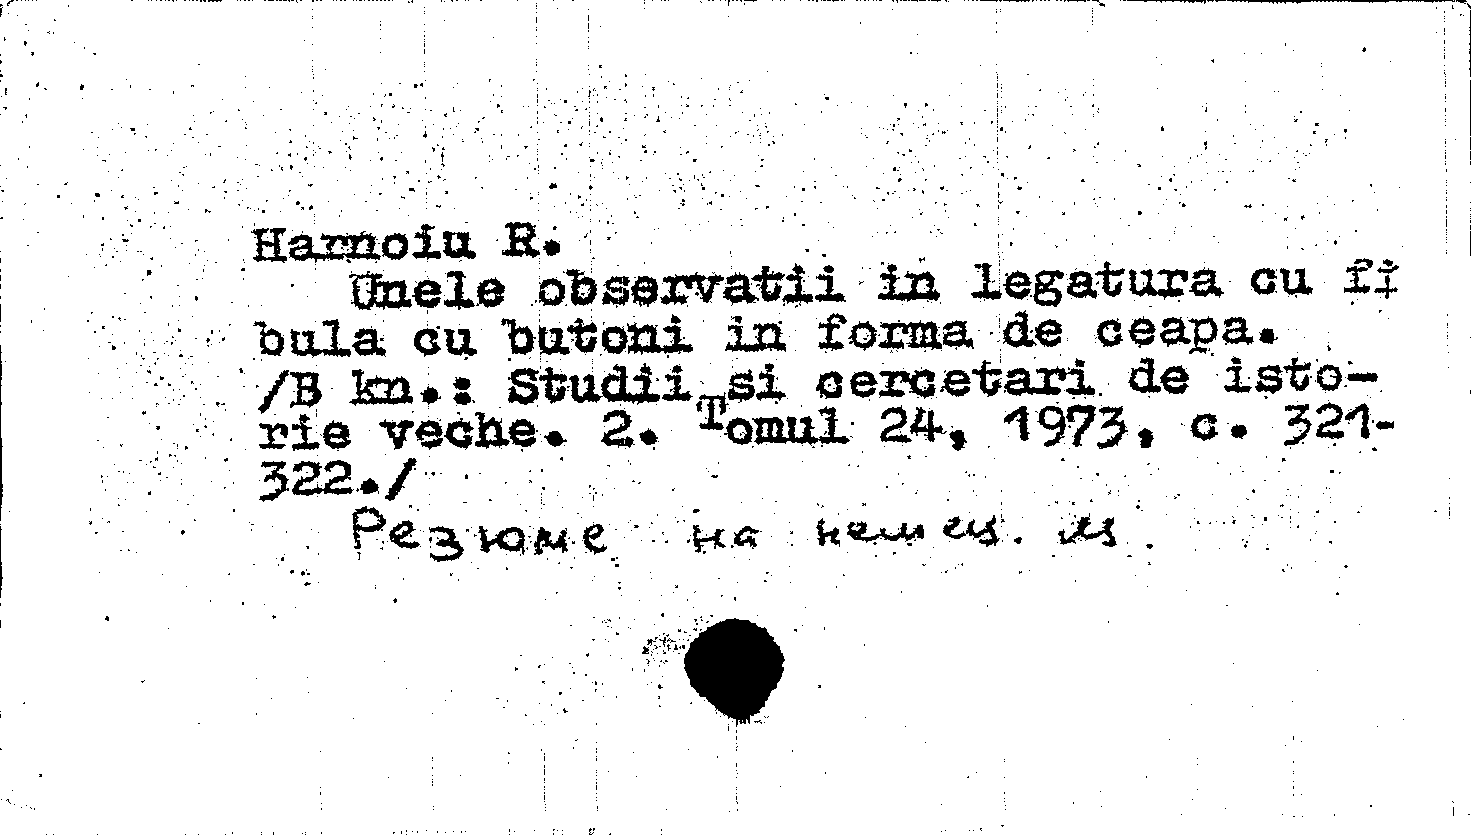 Harnoiu R.
Unele observatii in legatura cu fi
bula cu butoni in forma de ceapa.
/B kn.: Studii si cercetari de isto-
rie veche. 2. Tomul 24, 1973, c. 321-
322./
Резюме на немец. яз.